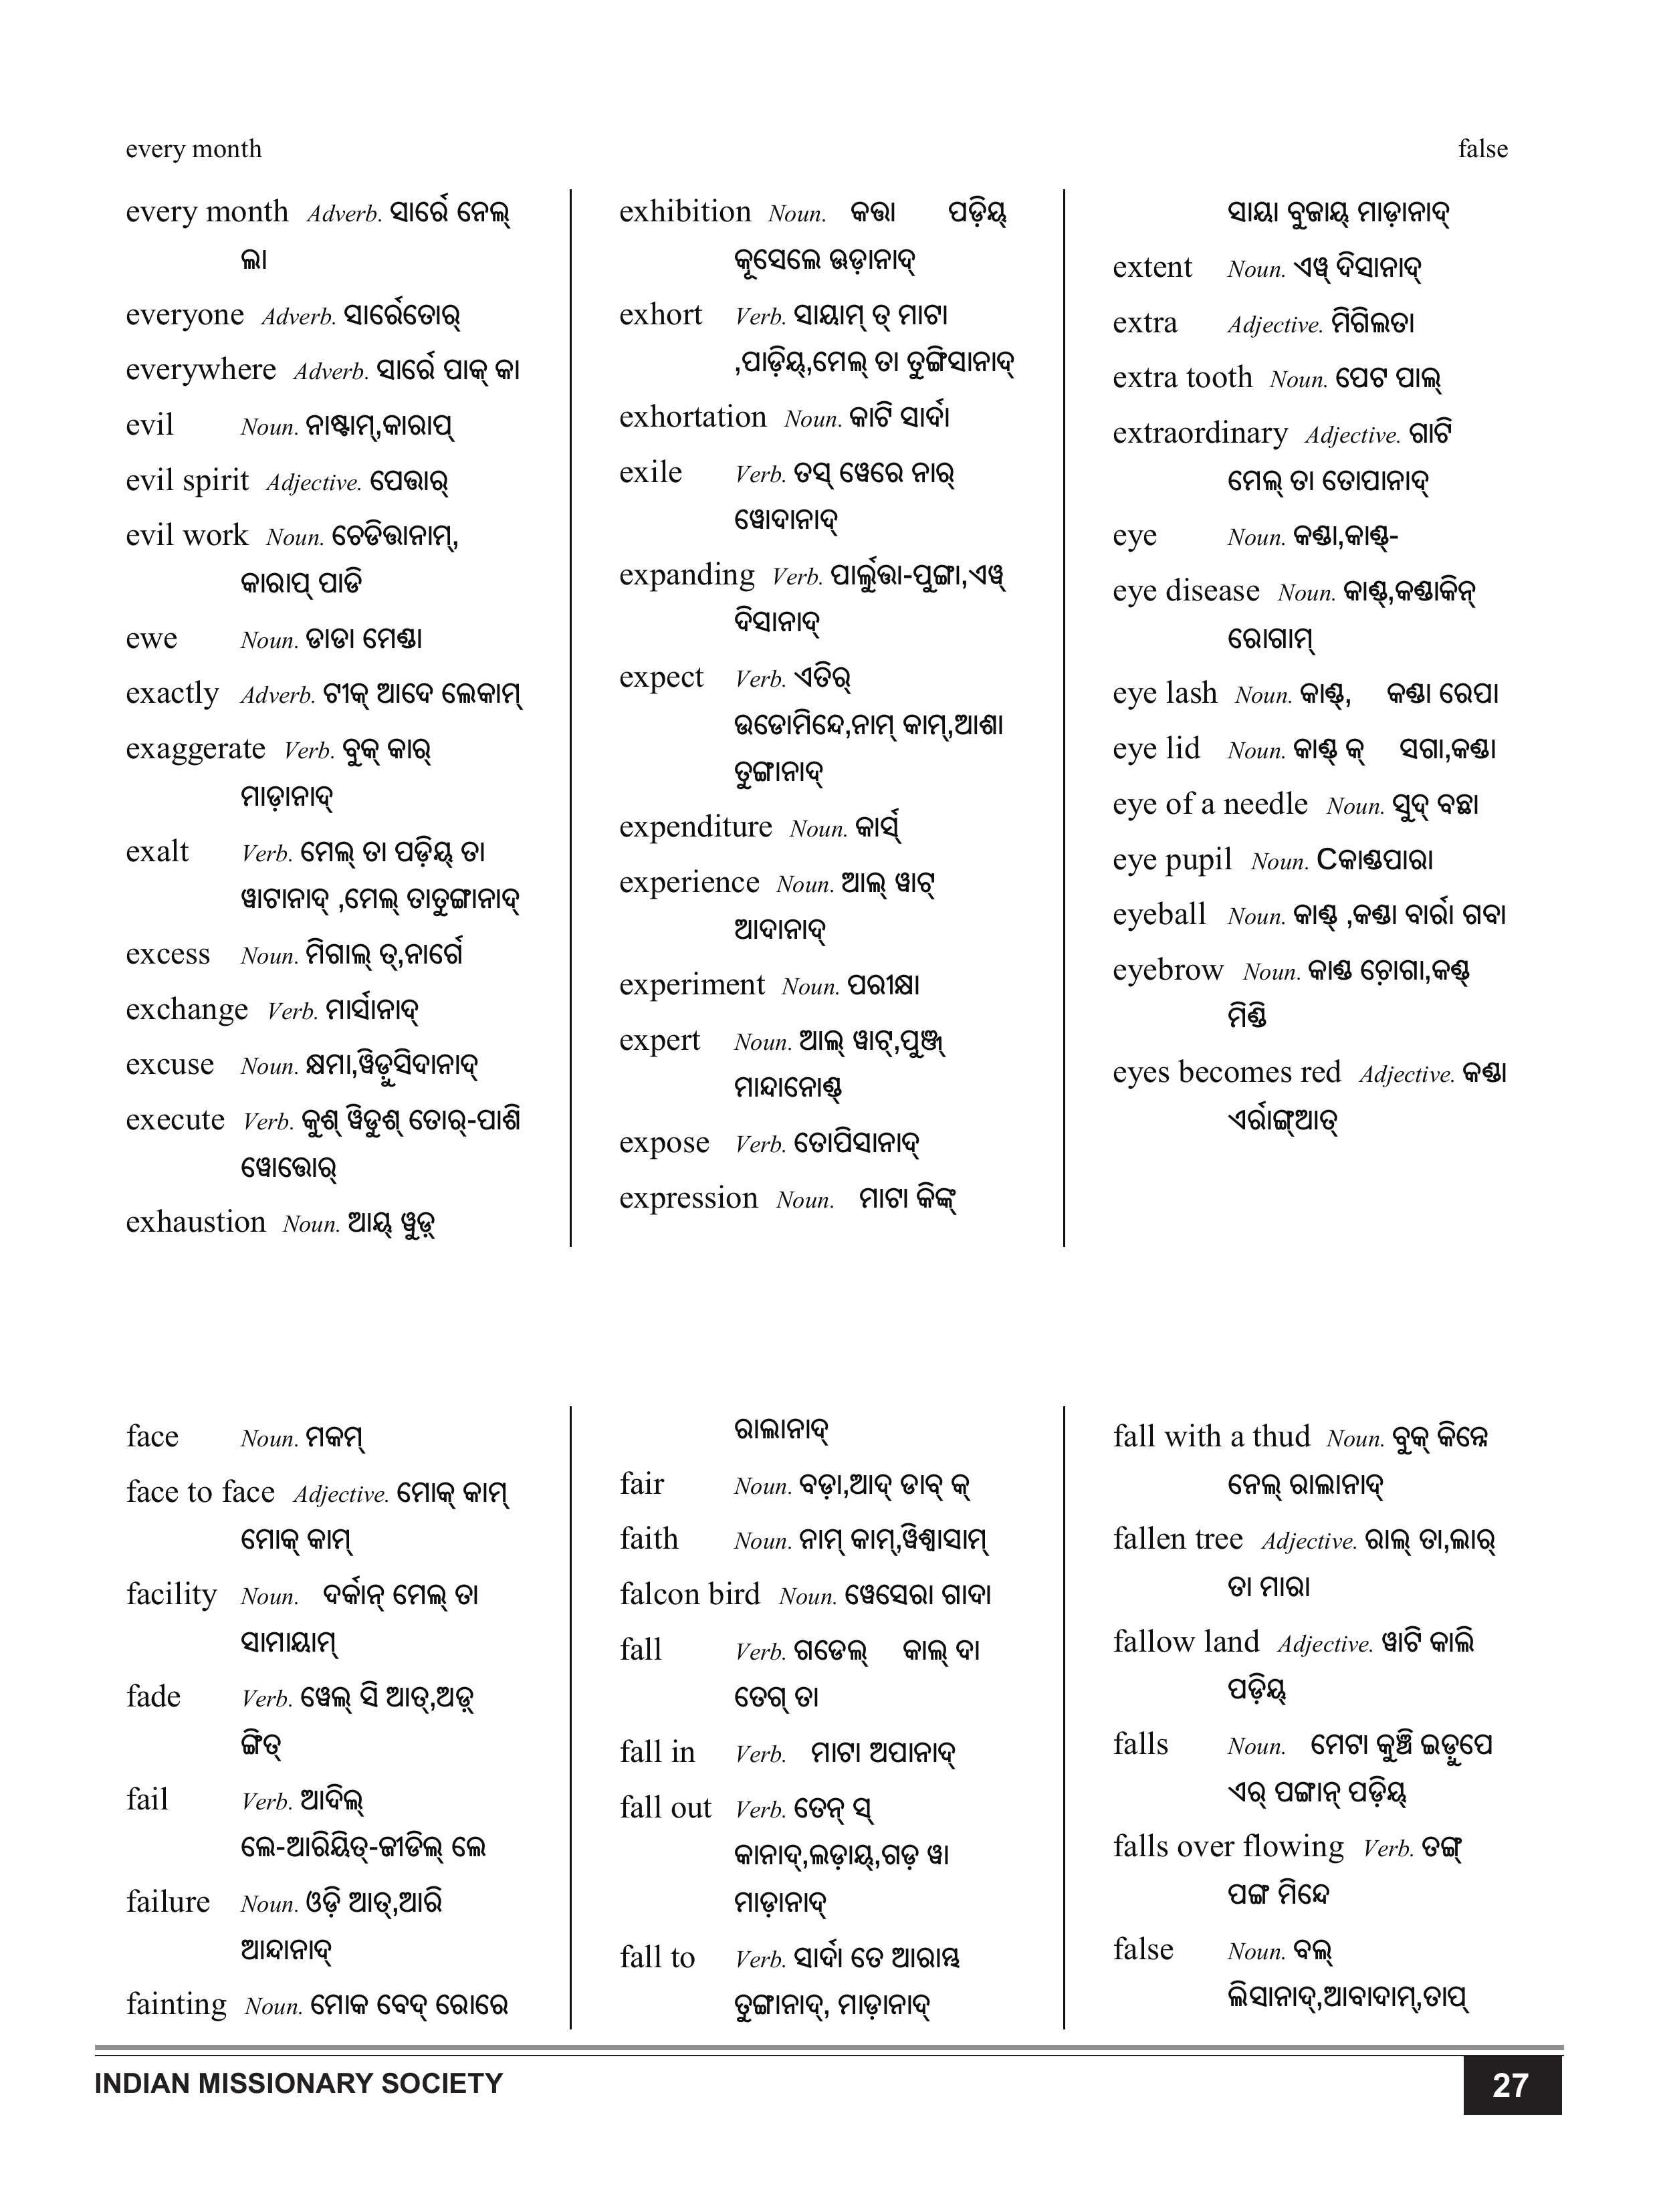 every month
false
every month Adverb. ସାର୍ରେ ନେଲ୍
ଲା
everyone Adverb. ସାର୍ରେତୋର୍
everywhere Adverb. ସାର୍ରେ ପାକ୍ କା
evil Noun. ନାଷ୍ଟାମ୍,କାରାପ୍
evil spirit Adjective. ପେଉାର୍
evil work Noun. ଚେଡିଉାନାମ୍,
କାରାପ୍ ପାଡି
ewe Noun. ଡାଡା ମେଣ୍ଡା
exactly Adverb. ଟୀକ୍ ଆଦେ ଲେକାମ୍
exaggerate Verb. ବୁକ୍ କାର୍
ମାଡ଼ାନାଦ୍
exalt Verb. ମେଲ୍ ତା ପଡ଼ିୟ୍ ତା
ୱାଟାନାଦ୍ ,ମେଲ୍ ତାତୁଙ୍ଗାନାଦ୍
excess Noun. ମିଗାଲ୍ ତ୍,ନାର୍ଗେ
exchange Verb. ମାର୍ସାନାଦ୍
excuse Noun. କ୍ଷମା,ୱିଡ଼ୁସିଦାନାଦ୍
execute Verb. କୁଶ୍ ୱିଡୁଶ୍ ତୋର୍-ପାଶି
ୱୋତ୍ତୋର୍
exhaustion Noun. ଆୟ୍ ୱୁଡ଼୍
exhibition Noun. କତ୍ତା ପଡ଼ିୟ୍
କୂସେଲେ ଊଡ଼ାନାଦ୍
exhort Verb. ସାୟାମ୍ ତ୍ ମାଟା
,ପାଡ଼ିୟ୍,ମେଲ୍ ତା ତୁଙ୍ଗିସାନାଦ୍
exhortation Noun. କାଟି ସାର୍ଦା
exile Verb. ତସ୍ ୱେରେ ନାର୍
ୱୋଦାନାଦ୍
expanding Verb. ପାର୍ଲୁତ୍ତା-ପୁଙ୍ଗା,ଏୱ୍
ଦିସାନାଦ୍
expect Verb. ଏତିର୍
ଉଡୋମିନ୍ଦେ,ନାମ୍ କାମ୍,ଆଶା
ତୁଙ୍ଗାନାଦ୍
expenditure Noun. କାର୍ସ୍
experience Noun. ଆଲ୍ ୱାଟ୍
ଆଦାନାଦ୍
experiment Noun. ପରୀକ୍ଷା
expert Noun. ଆଲ୍ ୱାଟ୍,ପୁଞ୍ଜ୍
ମାନ୍ଦାନୋଣ୍ଡ୍
expose Verb. ତୋପିସାନାଦ୍
expression Noun. ମାଟା କିଙ୍କ୍
ସାୟା ବୁଜାୟ୍ ମାଡ଼ାନାଦ୍
extent Noun. ଏୱ୍ ଦିସାନାଦ୍
extra Adjective. ମିଗିଲତା
extra tooth Noun. ପେଟ ପାଲ୍
extraordinary Adjective. ଗାଟି
ମେଲ୍ ତା ତୋପାନାଦ୍
eye Noun. କଣ୍ଡା,କାଣ୍ଡ୍-
eye disease Noun. କାଣ୍ଡ୍,କଣ୍ଡାକିନ୍
ରୋଗାମ୍
eye lash Noun. କାଣ୍ଡ୍, କଣ୍ଡା ରେପା
eye lid Noun. କାଣ୍ଡ୍ କ୍ ସଗା,କଣ୍ଡା
eye of a needle Noun. ସୁଦ୍ ବଛା
eye pupil Noun. Cକାଣ୍ଡପାରା
eyeball Noun. କାଣ୍ଡ୍ ,କଣ୍ଡା ବାର୍ରା ଗବା
eyebrow Noun. କାଣ୍ଡ ଚ଼ୋଗା,କଣ୍ଡ୍
ମିଣ୍ଡି
eyes becomes red Adjective. କଣ୍ଡା
ଏର୍ରାଙ୍ଗ୍ଆତ୍
face Noun. ମକମ୍
face to face Adjective. ମୋକ୍ କାମ୍
ମୋକ୍ କାମ୍
facility Noun. ଦର୍କାନ୍ ମେଲ୍ ତା
ସାମାୟାମ୍
fade Verb. ୱେଲ୍ ସି ଆତ୍,ଅଡ଼୍
ଙ୍ଗିତ୍
fail Verb. ଆଦିଲ୍
ଲେ-ଆରିୟିତ୍-ଜୀଡିଲ୍ ଲେ
failure Noun. ଓଡ଼ି ଆତ୍,ଆରି
ଆନ୍ଦାନାଦ୍
fainting Noun. ମୋକ ବେଦ୍ ରୋରେ
ରାଲାନାଦ୍
fair Noun. ବଡ଼ା,ଆଦ୍ ଡାବ୍ କ୍
faith Noun. ନାମ୍ କାମ୍,ୱିଶ୍ଵାସାମ୍
falcon bird Noun. ୱେସେରା ଗାଦା
fall Verb. ଗଡେଲ୍ କାଲ୍ ଦା
ତେଗ୍ ତା
fall in Verb. ମାଟା ଅପାନାଦ୍
fall out Verb. ତେନ୍ ସ୍
କାନାଦ୍,ଲଡ଼ାୟ୍,ଗଡ଼ ୱା
ମାଡ଼ାନାଦ୍
fall to Verb. ସାର୍ଦା ତେ ଆରାମ୍ଭ
ତୁଙ୍ଗାନାଦ୍, ମାଡ଼ାନାଦ୍
fall with a thud Noun. ବୁକ୍ କିନ୍ନେ
ନେଲ୍ ରାଲାନାଦ୍
fallen tree Adjective. ରାଲ୍ ତା,ଲାର୍
ତା ମାରା
fallow land Adjective. ୱାଟି କାଲି
ପଡ଼ିୟ୍
falls Noun. ମେଟା କୁଞ୍ଚି ଇଡ଼ୁପେ
ଏର୍ ପଙ୍ଗାନ୍ ପଡ଼ିୟ୍
falls over flowing Verb. ତଙ୍ଗ୍
ପଙ୍ଗ ମିନ୍ଦେ
false Noun. ବଲ୍
ଲିସାନାଦ୍,ଆବାଦାମ୍,ତାପ୍
INDIAN MISSIONARY SOCIETY
27